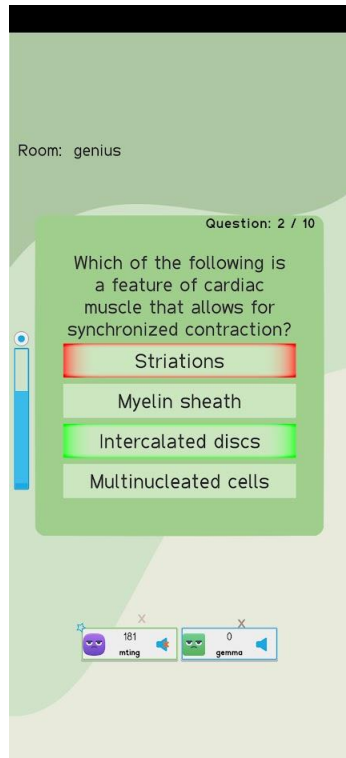 Room: genius
Question: 2 / 10
Which of the following is
a feature of cardiac
muscle that allows for
synchronized contraction?
Striations
Myelin sheath
Intercalated discs
Multinucleated cells
X X
181 0
mting gemma